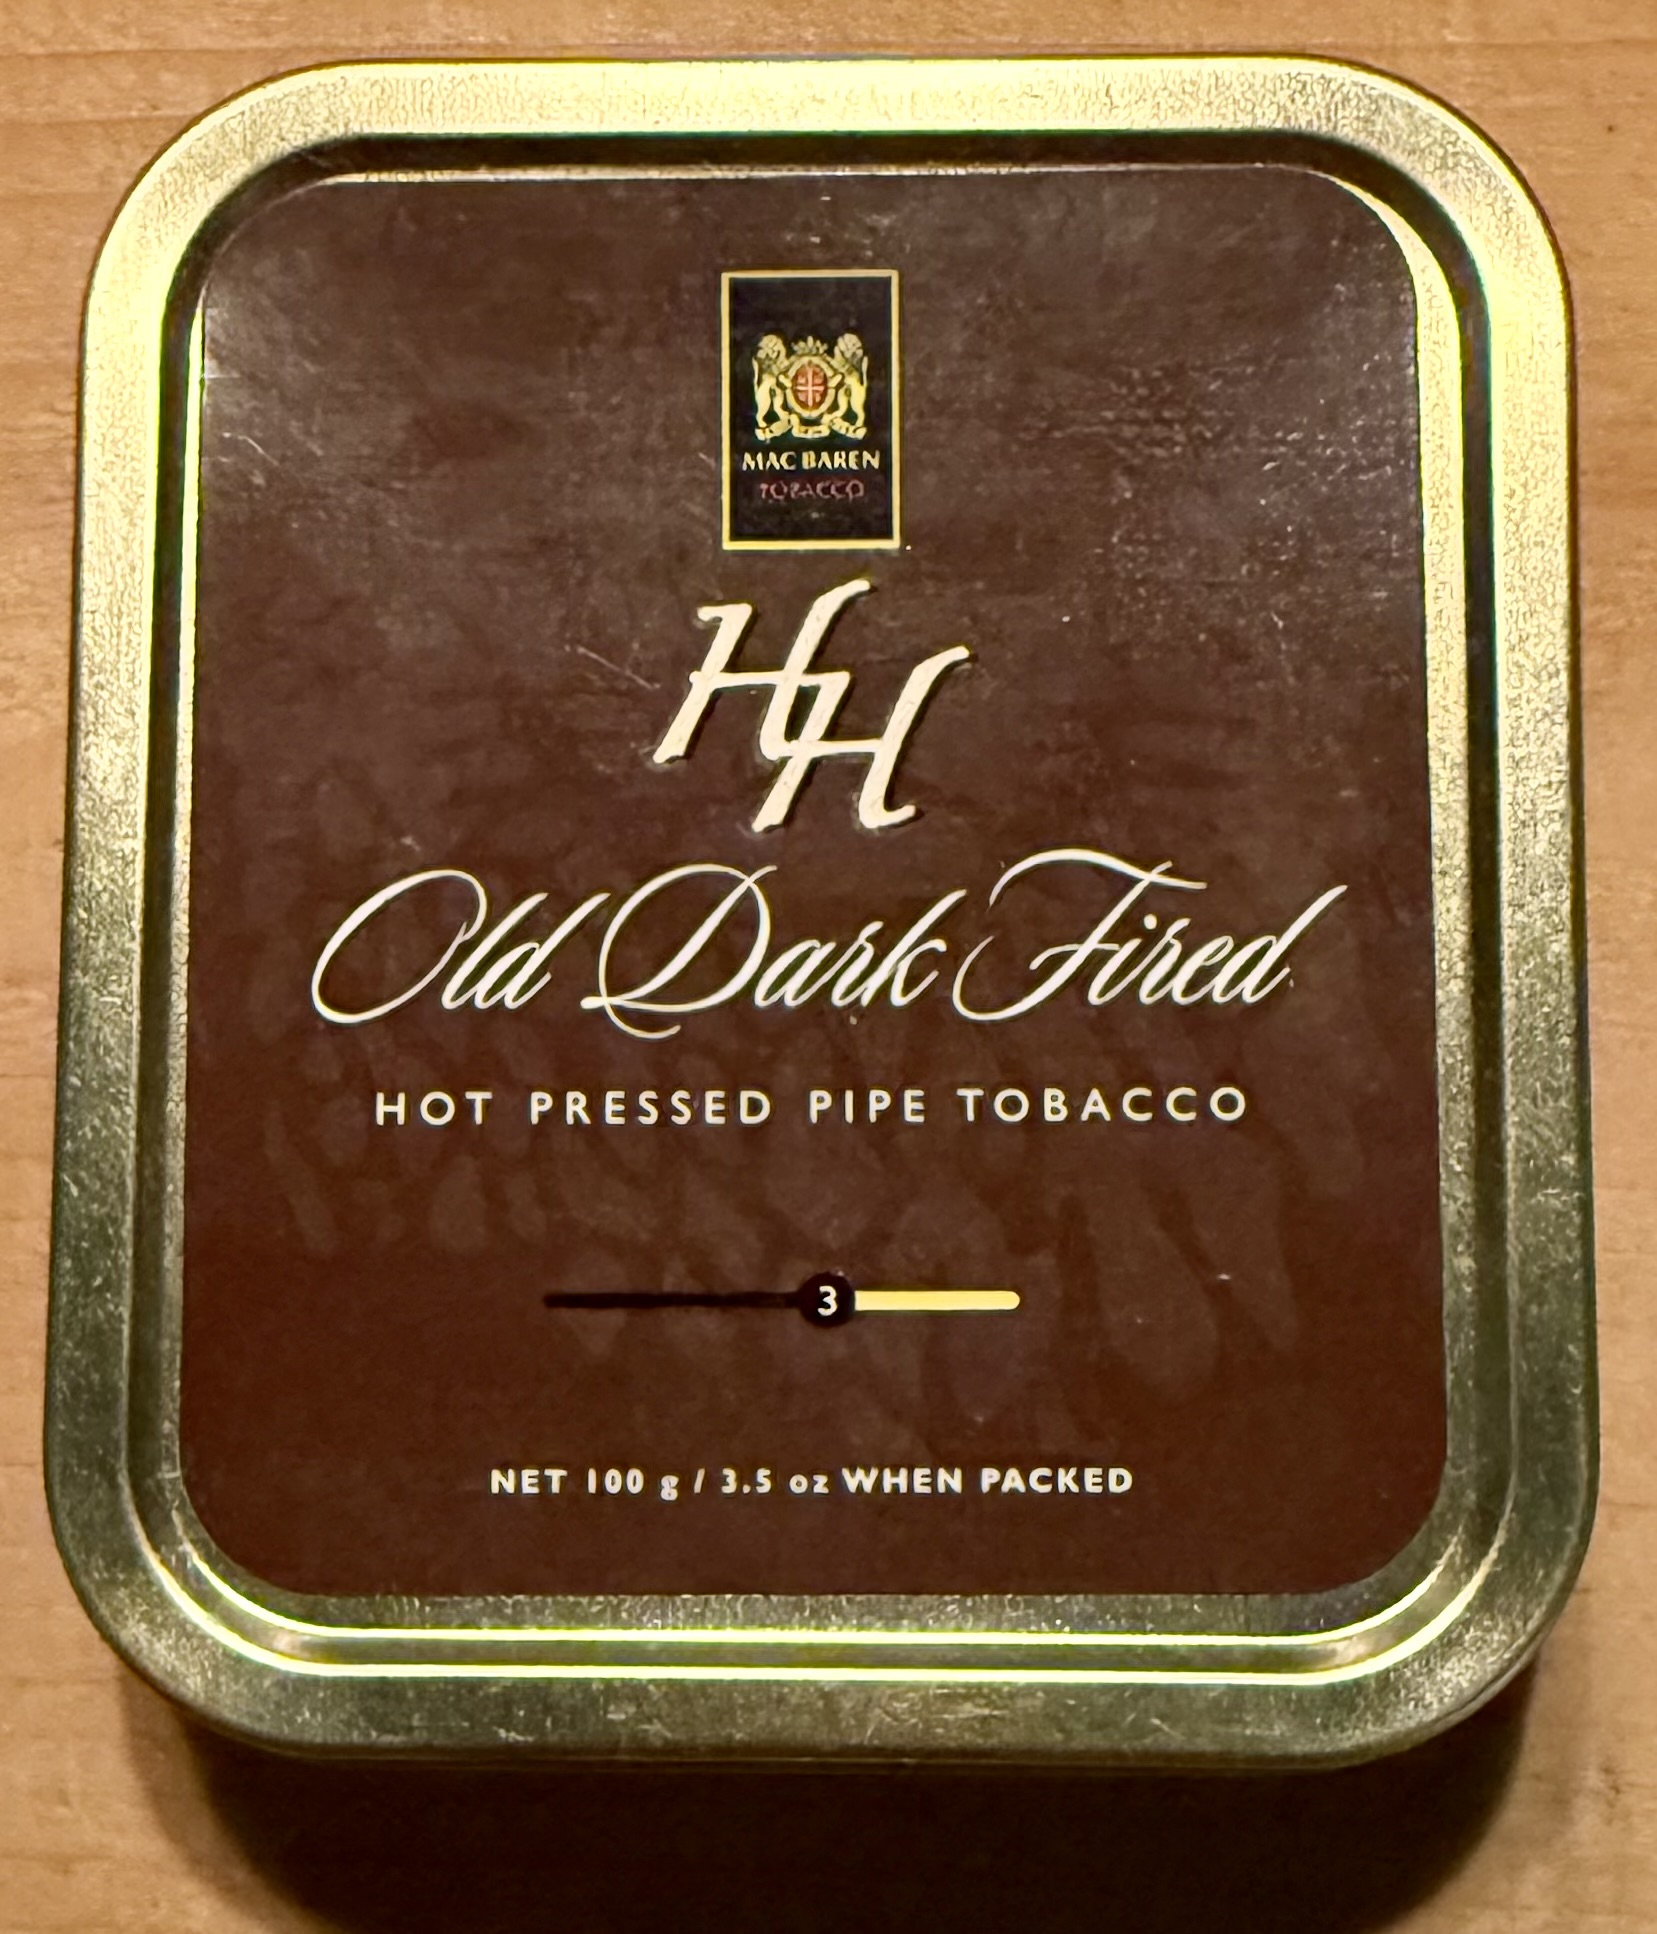 MAC BAREN
TOBACCO
HH
Old Dark Fired
HOT PRESSED PIPE TOBACCO
3
NET 100 g / 3.5 oz WHEN PACKED